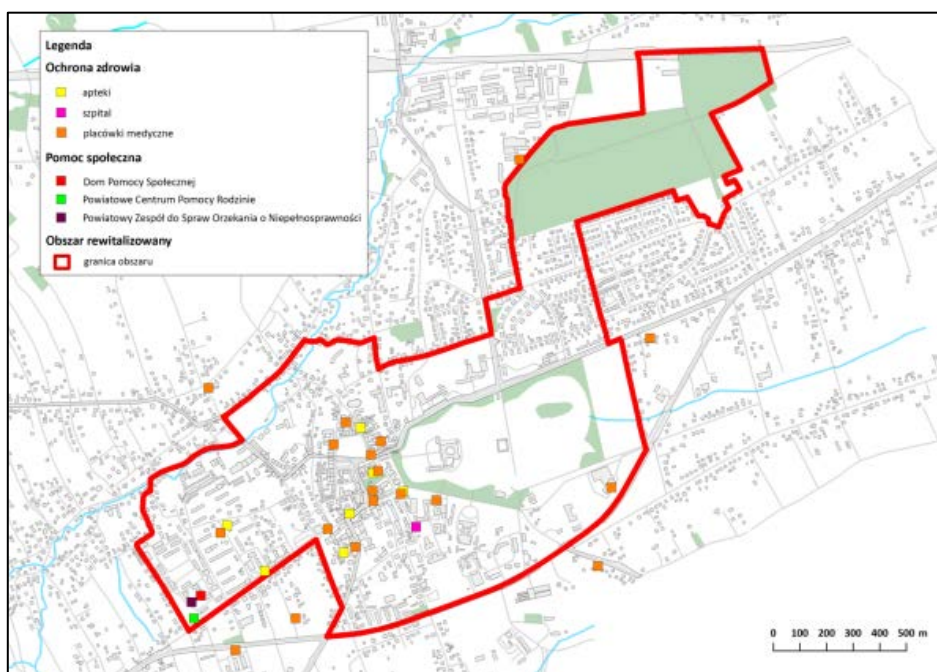 Legenda
Ochrona zdrowia
apteki
szpital
placówki medyczne
Pomoc społeczna
Dom Pomocy Społecznej
Powiatowe Centrum Pomocy Rodzinie
Powiatowy Zespół do Spraw Orzekania o Niepełnosprawności
Obszar rewitalizowany
granica obszaru
0 100 200 300 400 500 m